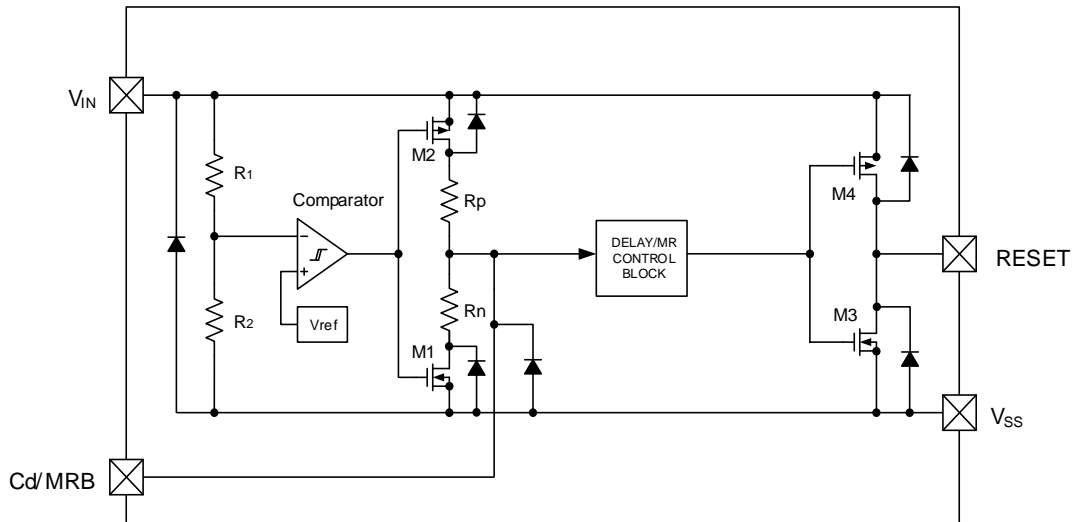 VIN
R1
Comparator
M2
Rp
M4
DELAY/MR
CONTROL
BLOCK
RESET
−
+
R2
Vref
Rn
M1
M3
VSS
Cd/MRB